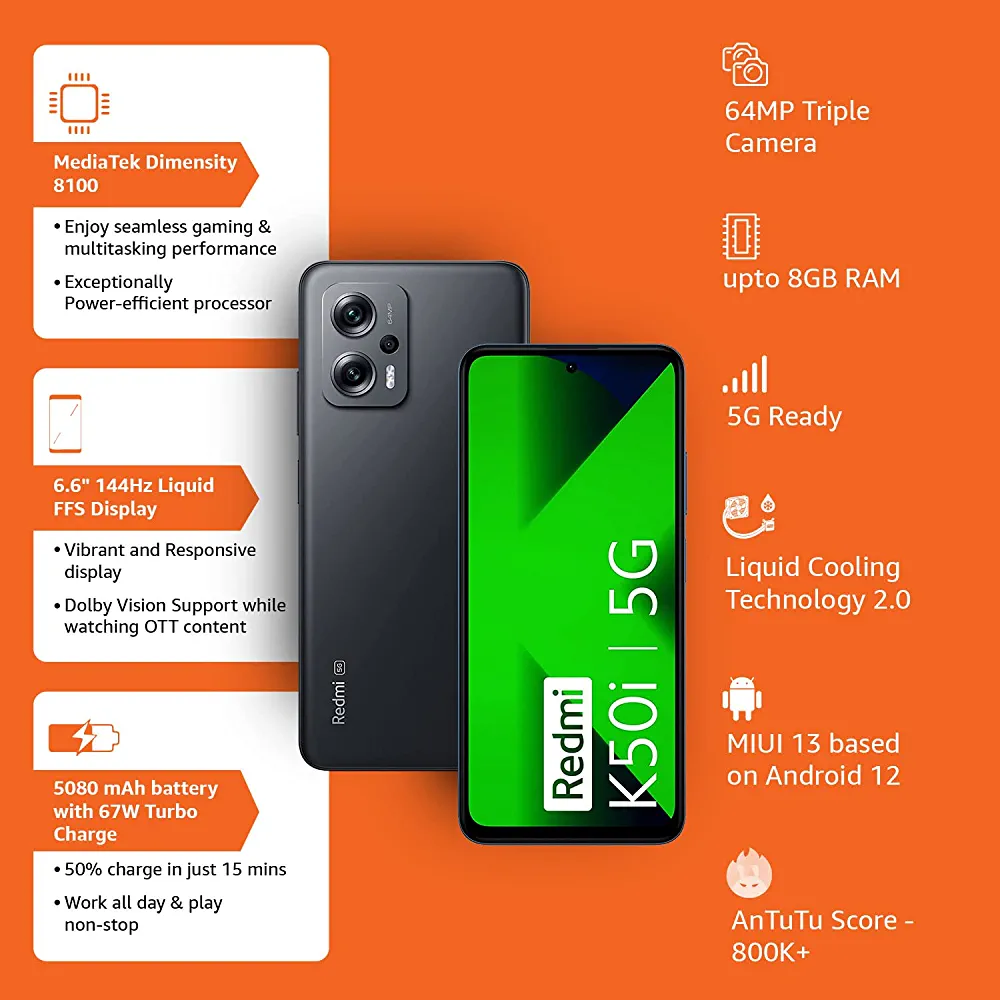 MediaTek Dimensity
8100
• Enjoy seamless gaming &
multitasking performance
• Exceptionally
Power-efficient processor
6.6" 144Hz Liquid
FFS Display
• Vibrant and Responsive
display
• Dolby Vision Support while
watching OTT content
5080 mAh battery
with 67W Turbo
Charge
• 50% charge in just 15 mins
• Work all day & play
non-stop
64MP
Redmi 5G
Redmi
K50i | 5G
64MP Triple
Camera
upto 8GB RAM
5G Ready
Liquid Cooling
Technology 2.0
MIUI 13 based
on Android 12
AnTuTu Score -
800K+